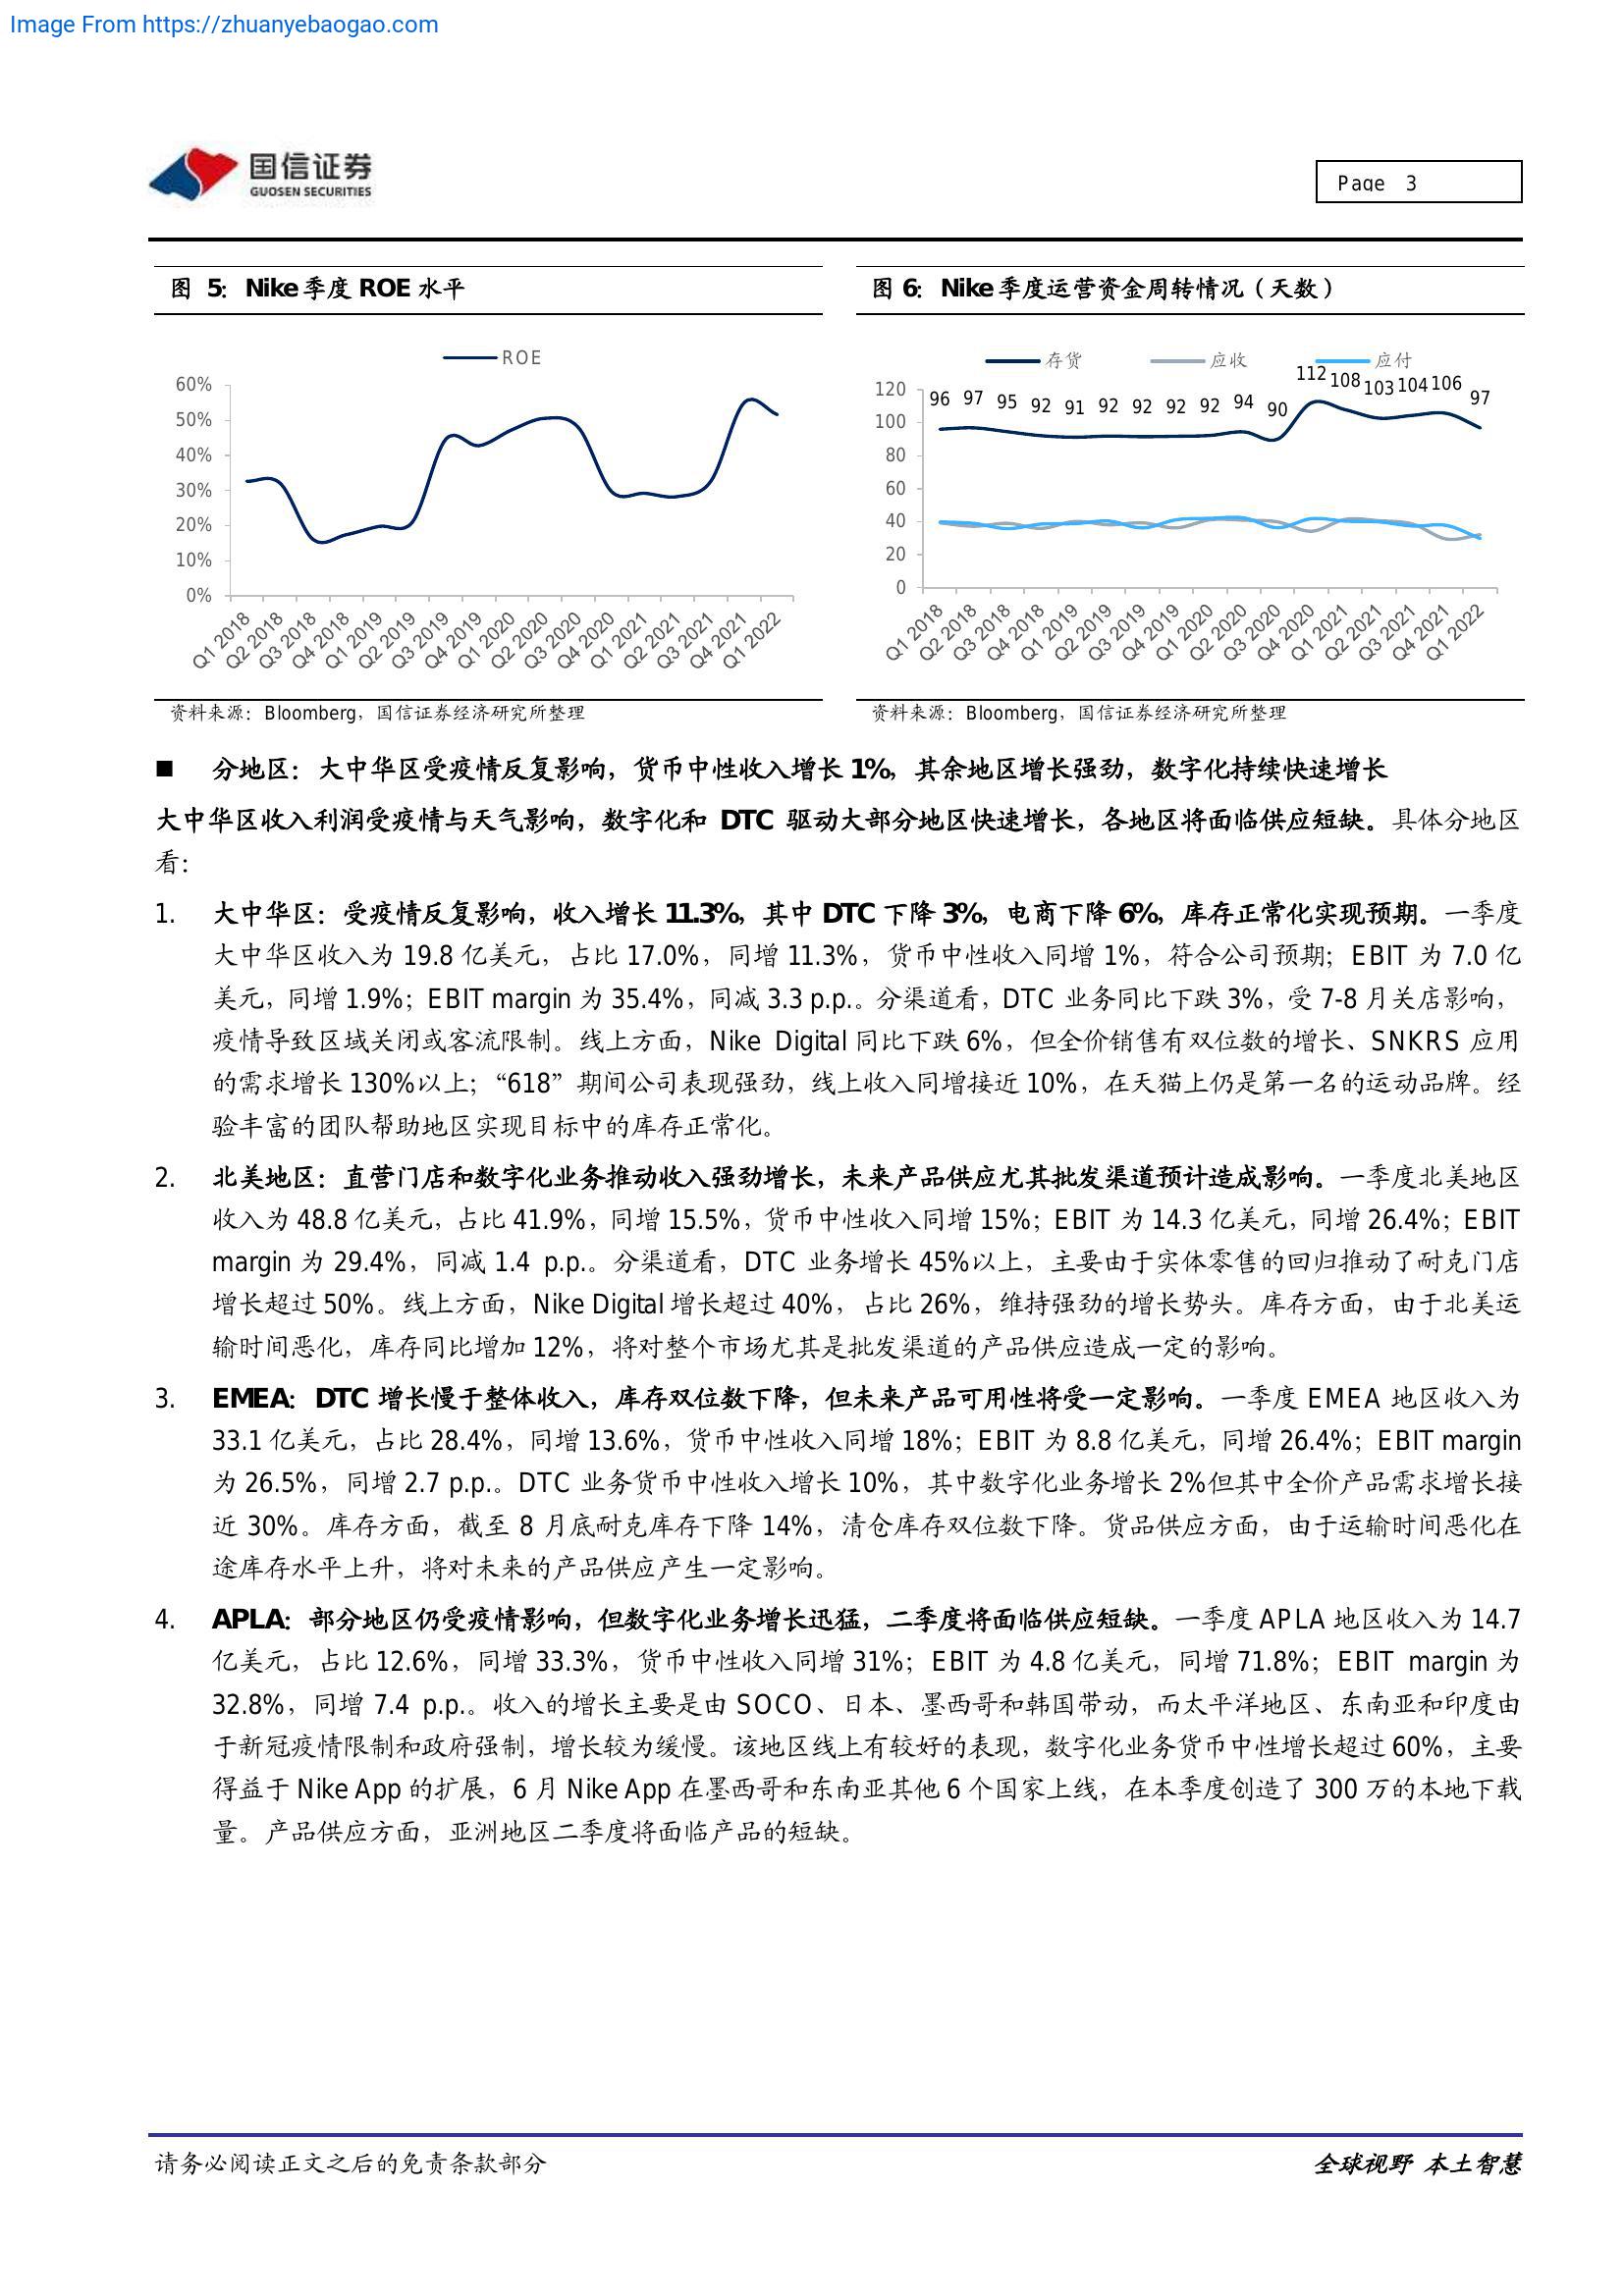 Image From https://zhuanyebaogao.com
国信证券
GUOSEN SECURITIES
Page 3
图 5：Nike 季度 ROE 水平
ROE
60%
50%
40%
30%
20%
10%
0%
Q1 2018
Q2 2018
Q3 2018
Q4 2018
Q1 2019
Q2 2019
Q3 2019
Q4 2019
Q1 2020
Q2 2020
Q3 2020
Q4 2020
Q1 2021
Q2 2021
Q3 2021
Q4 2021
Q1 2022
资料来源：Bloomberg，国信证券经济研究所整理
图 6：Nike 季度运营资金周转情况（天数）
存货 应收 应付
120
100
80
60
40
20
0
96 97 95 92 91 92 92 92 92 94 90 112 108 103 104 106 97
Q1 2018
Q2 2018
Q3 2018
Q4 2018
Q1 2019
Q2 2019
Q3 2019
Q4 2019
Q1 2020
Q2 2020
Q3 2020
Q4 2020
Q1 2021
Q2 2021
Q3 2021
Q4 2021
Q1 2022
资料来源：Bloomberg，国信证券经济研究所整理
■ 分地区：大中华区受疫情反复影响，货币中性收入增长 1%，其余地区增长强劲，数字化持续快速增长
大中华区收入利润受疫情与天气影响，数字化和 DTC 驱动大部分地区快速增长，各地区将面临供应短缺。具体分地区
看：
1. 大中华区：受疫情反复影响，收入增长 11.3%，其中 DTC 下降 3%，电商下降 6%，库存正常化实现预期。一季度
大中华区收入为 19.8 亿美元，占比 17.0%，同增 11.3%，货币中性收入同增 1%，符合公司预期；EBIT 为 7.0 亿
美元，同增 1.9%；EBIT margin 为 35.4%，同减 3.3 p.p.。分渠道看，DTC 业务同比下跌 3%，受 7-8 月关店影响，
疫情导致区域关闭或客流限制。线上方面，Nike Digital 同比下跌 6%，但全价销售有双位数的增长、SNKRS 应用
的需求增长 130%以上；“618”期间公司表现强劲，线上收入同增接近 10%，在天猫上仍是第一名的运动品牌。经
验丰富的团队帮助地区实现目标中的库存正常化。
2. 北美地区：直营门店和数字化业务推动收入强劲增长，未来产品供应尤其批发渠道预计造成影响。一季度北美地区
收入为 48.8 亿美元，占比 41.9%，同增 15.5%，货币中性收入同增 15%；EBIT 为 14.3 亿美元，同增 26.4%；EBIT
margin 为 29.4%，同减 1.4 p.p.。分渠道看，DTC 业务增长 45%以上，主要由于实体零售的回归推动了耐克门店
增长超过 50%。线上方面，Nike Digital 增长超过 40%，占比 26%，维持强劲的增长势头。库存方面，由于北美运
输时间恶化，库存同比增加 12%，将对整个市场尤其是批发渠道的产品供应造成一定的影响。
3. EMEA：DTC 增长慢于整体收入，库存双位数下降，但未来产品可用性将受一定影响。一季度 EMEA 地区收入为
33.1 亿美元，占比 28.4%，同增 13.6%，货币中性收入同增 18%；EBIT 为 8.8 亿美元，同增 26.4%；EBIT margin
为 26.5%，同增 2.7 p.p.。DTC 业务货币中性收入增长 10%，其中数字化业务增长 2%但其中全价产品需求增长接
近 30%。库存方面，截至 8 月底耐克库存下降 14%，清仓库存双位数下降。货品供应方面，由于运输时间恶化在
途库存水平上升，将对未来的产品供应产生一定影响。
4. APLA：部分地区仍受疫情影响，但数字化业务增长迅猛，二季度将面临供应短缺。一季度 APLA 地区收入为 14.7
亿美元，占比 12.6%，同增 33.3%，货币中性收入同增 31%；EBIT 为 4.8 亿美元，同增 71.8%；EBIT margin 为
32.8%，同增 7.4 p.p.。收入的增长主要是由 SOCO、日本、墨西哥和韩国带动，而太平洋地区、东南亚和印度由
于新冠疫情限制和政府强制，增长较为缓慢。该地区线上有较好的表现，数字化业务货币中性增长超过 60%，主要
得益于 Nike App 的扩展，6 月 Nike App 在墨西哥和东南亚其他 6 个国家上线，在本季度创造了 300 万的本地下载
量。产品供应方面，亚洲地区二季度将面临产品的短缺。
请务必阅读正文之后的免责条款部分
全球视野 本土智慧